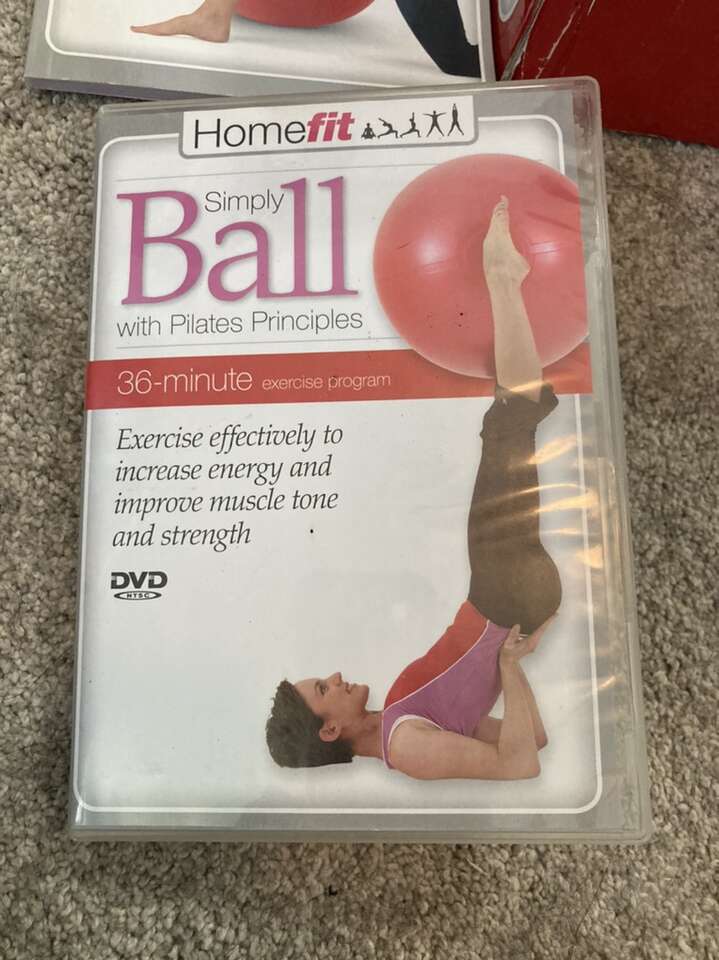 Homefit
Simply
Ball
with Pilates Principles
36-minute exercise program
Exercise effectively to
increase energy and
improve muscle tone
and strength
DVD
NTSC